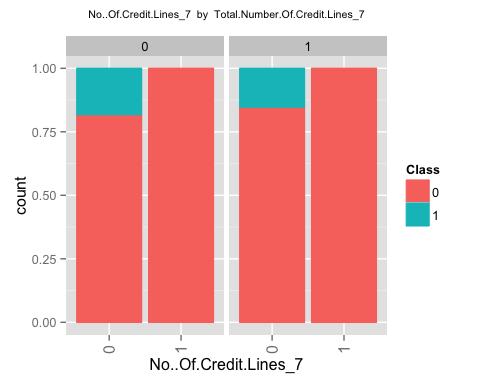 No..Of.Credit.Lines_7 by Total.Number.Of.Credit.Lines_7
0 1
1.00
0.75
0.50
0.25
0.00
count
0 1 0 1
No..Of.Credit.Lines_7
Class
0
1